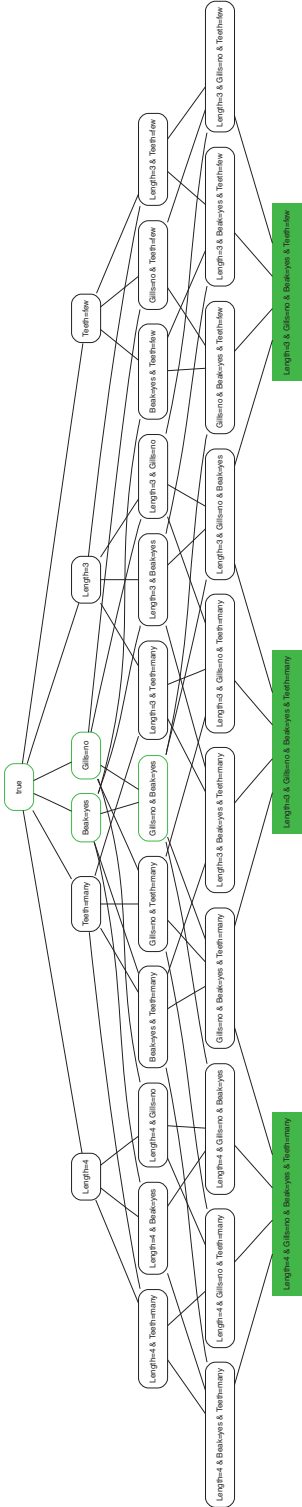 true
Length=4
Teeth=many
Beak=yes
Gills=no
Length=3
Teeth=few
Length=4 & Teeth=many
Length=4 & Beak=yes
Length=4 & Gills=no
Beak=yes & Teeth=many
Gills=no & Teeth=many
Gills=no & Beak=yes
Length=3 & Teeth=many
Length=3 & Beak=yes
Length=3 & Gills=no
Beak=yes & Teeth=few
Gills=no & Teeth=few
Length=3 & Teeth=few
Length=4 & Beak=yes & Teeth=many
Length=4 & Gills=no & Teeth=many
Length=4 & Gills=no & Beak=yes
Gills=no & Beak=yes & Teeth=many
Length=3 & Beak=yes & Teeth=many
Length=3 & Gills=no & Teeth=many
Length=3 & Gills=no & Beak=yes
Gills=no & Beak=yes & Teeth=few
Length=3 & Beak=yes & Teeth=few
Length=3 & Gills=no & Teeth=few
Length=4 & Gills=no & Beak=yes & Teeth=many
Length=3 & Gills=no & Beak=yes & Teeth=many
Length=3 & Gills=no & Beak=yes & Teeth=few